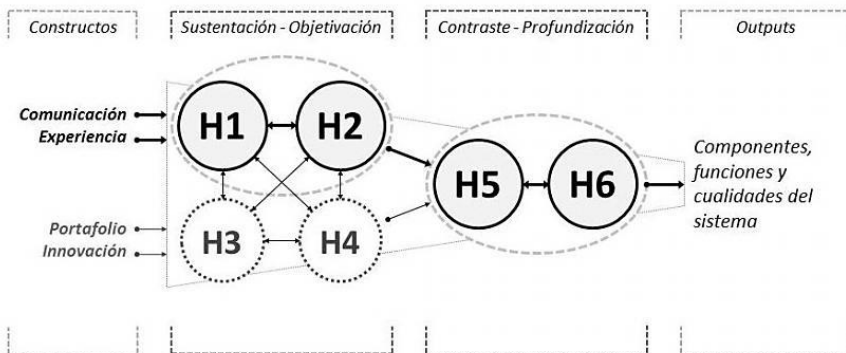 Constructos
Sustentación - Objetivación
Contraste - Profundización
Outputs
Comunicación
Experiencia
H1
H2
H5
H6
Componentes,
funciones y
cualidades del
sistema
Portafolio
Innovación
H3
H4